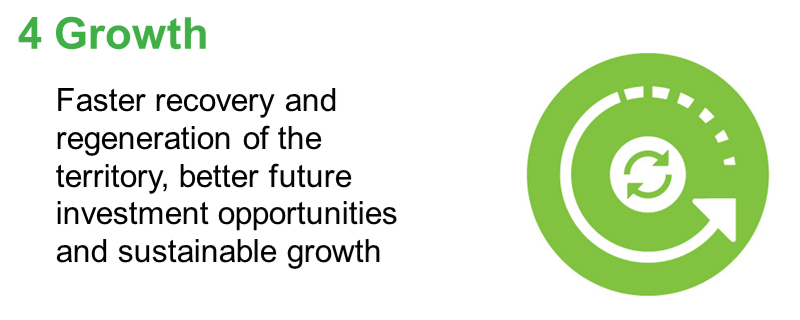 4 Growth
Faster recovery and
regeneration of the
territory, better future
investment opportunities
and sustainable growth